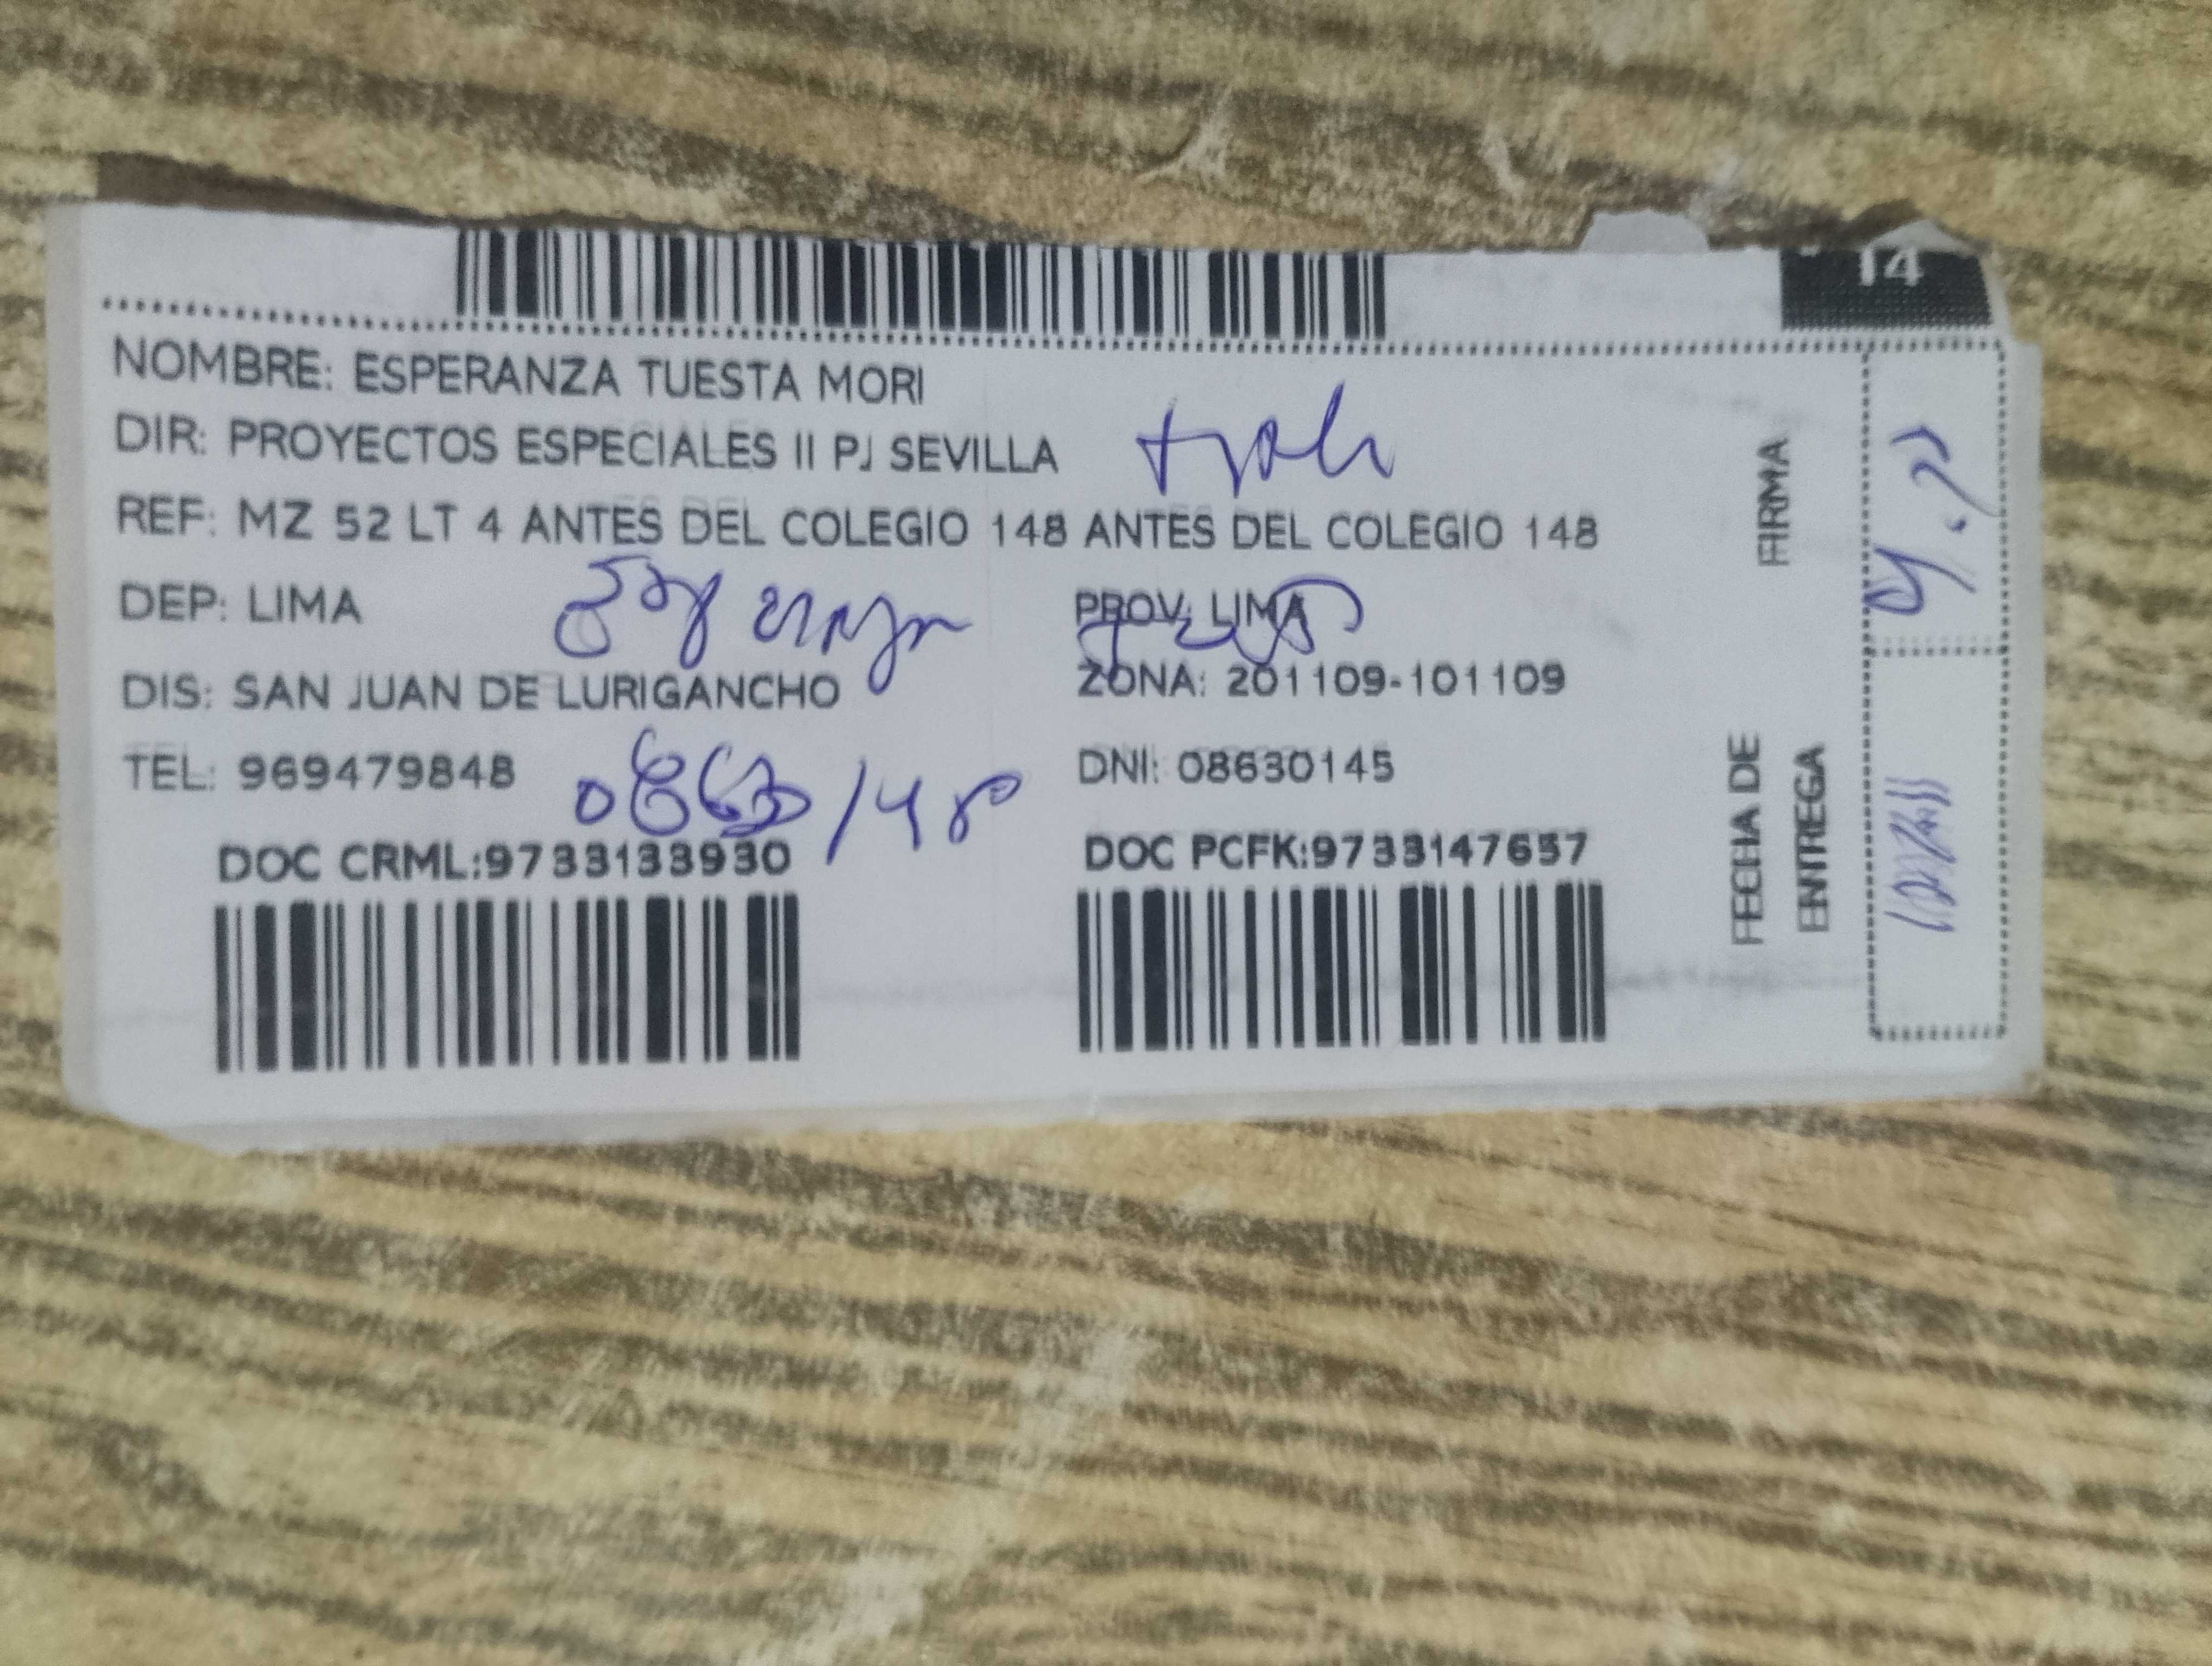 14
NOMBRE: ESPERANZA TUESTA MORI
DIR: PROYECTOS ESPECIALES II PJ SEVILLA
REF: MZ 52 LT 4 ANTES DEL COLEGIO 148 ANTES DEL COLEGIO 148
DEP: LIMA PROV: LIMA
DIS: SAN JUAN DE LURIGANCHO ZONA: 201109-101109
TEL: 969479848 DNI: 08630145
DOC CRML:9733133930 DOC PCFK:9733147657
FIRMA
FECHA DE
ENTREGA